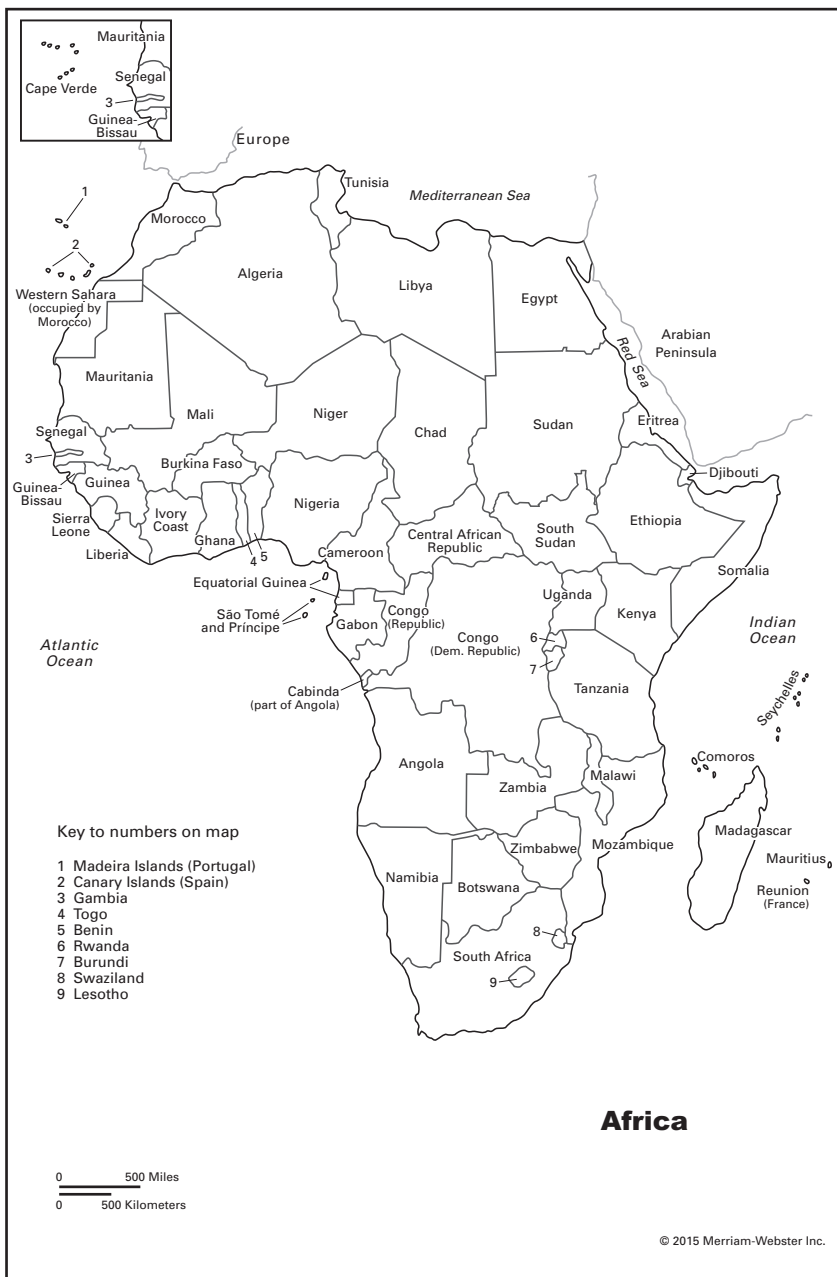 Mauritania
Senegal
Cape Verde
3
Guinea-
Bissau
Europe
Tunisia
Mediterranean Sea
1
Morocco
2
Algeria
Libya
Egypt
Western Sahara
(occupied by
Morocco)
Red Sea
Arabian
Peninsula
Mauritania
Mali
Niger
Chad
Sudan
Eritrea
Senegal
3
Burkina Faso
Djibouti
Guinea-
Bissau
Guinea
Nigeria
Ethiopia
Sierra
Leone
Ivory
Coast
Ghana
4
5
Central African
Republic
South
Sudan
Liberia
Cameroon
Somalia
Equatorial Guinea
Uganda
Kenya
São Tomé
and Príncipe
Gabon
Congo
(Republic)
Congo
(Dem. Republic)
6
7
Indian
Ocean
Atlantic
Ocean
Cabinda
(part of Angola)
Tanzania
Seychelles
Comoros
Angola
Zambia
Malawi
Madagascar
Mauritius
Reunion
(France)
Mozambique
Zimbabwe
Namibia
Botswana
8
South Africa
9
Key to numbers on map
1 Madeira Islands (Portugal)
2 Canary Islands (Spain)
3 Gambia
4 Togo
5 Benin
6 Rwanda
7 Burundi
8 Swaziland
9 Lesotho
Africa
0 500 Miles
0 500 Kilometers
© 2015 Merriam-Webster Inc.